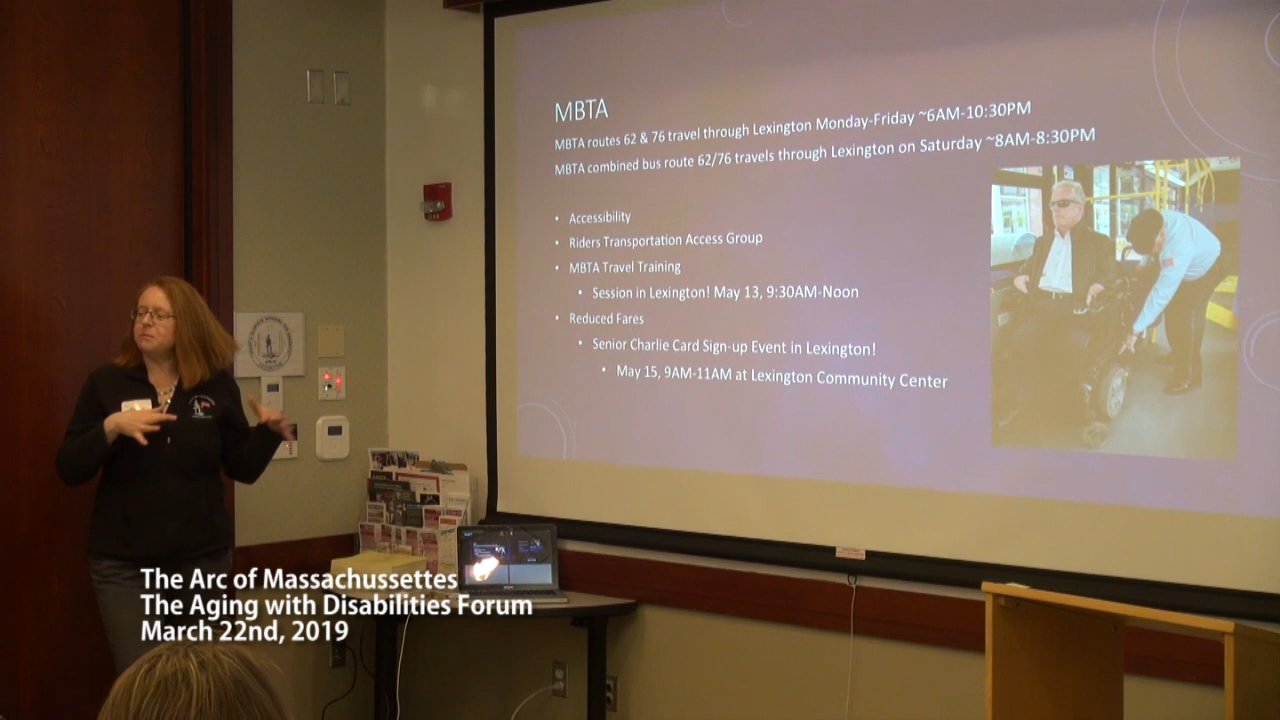 MBTA
MBTA routes 62 & 76 travel through Lexington Monday-Friday ~6AM-10:30PM
MBTA combined bus route 62/76 travels through Lexington on Saturday ~8AM-8:30PM
• Accessibility
• Riders Transportation Access Group
• MBTA Travel Training
• Session in Lexington! May 13, 9:30AM-Noon
• Reduced Fares
• Senior Charlie Card Sign-up Event in Lexington!
• May 15, 9AM-11AM at Lexington Community Center
The Arc of Massachussettes
The Aging with Disabilities Forum
March 22nd, 2019